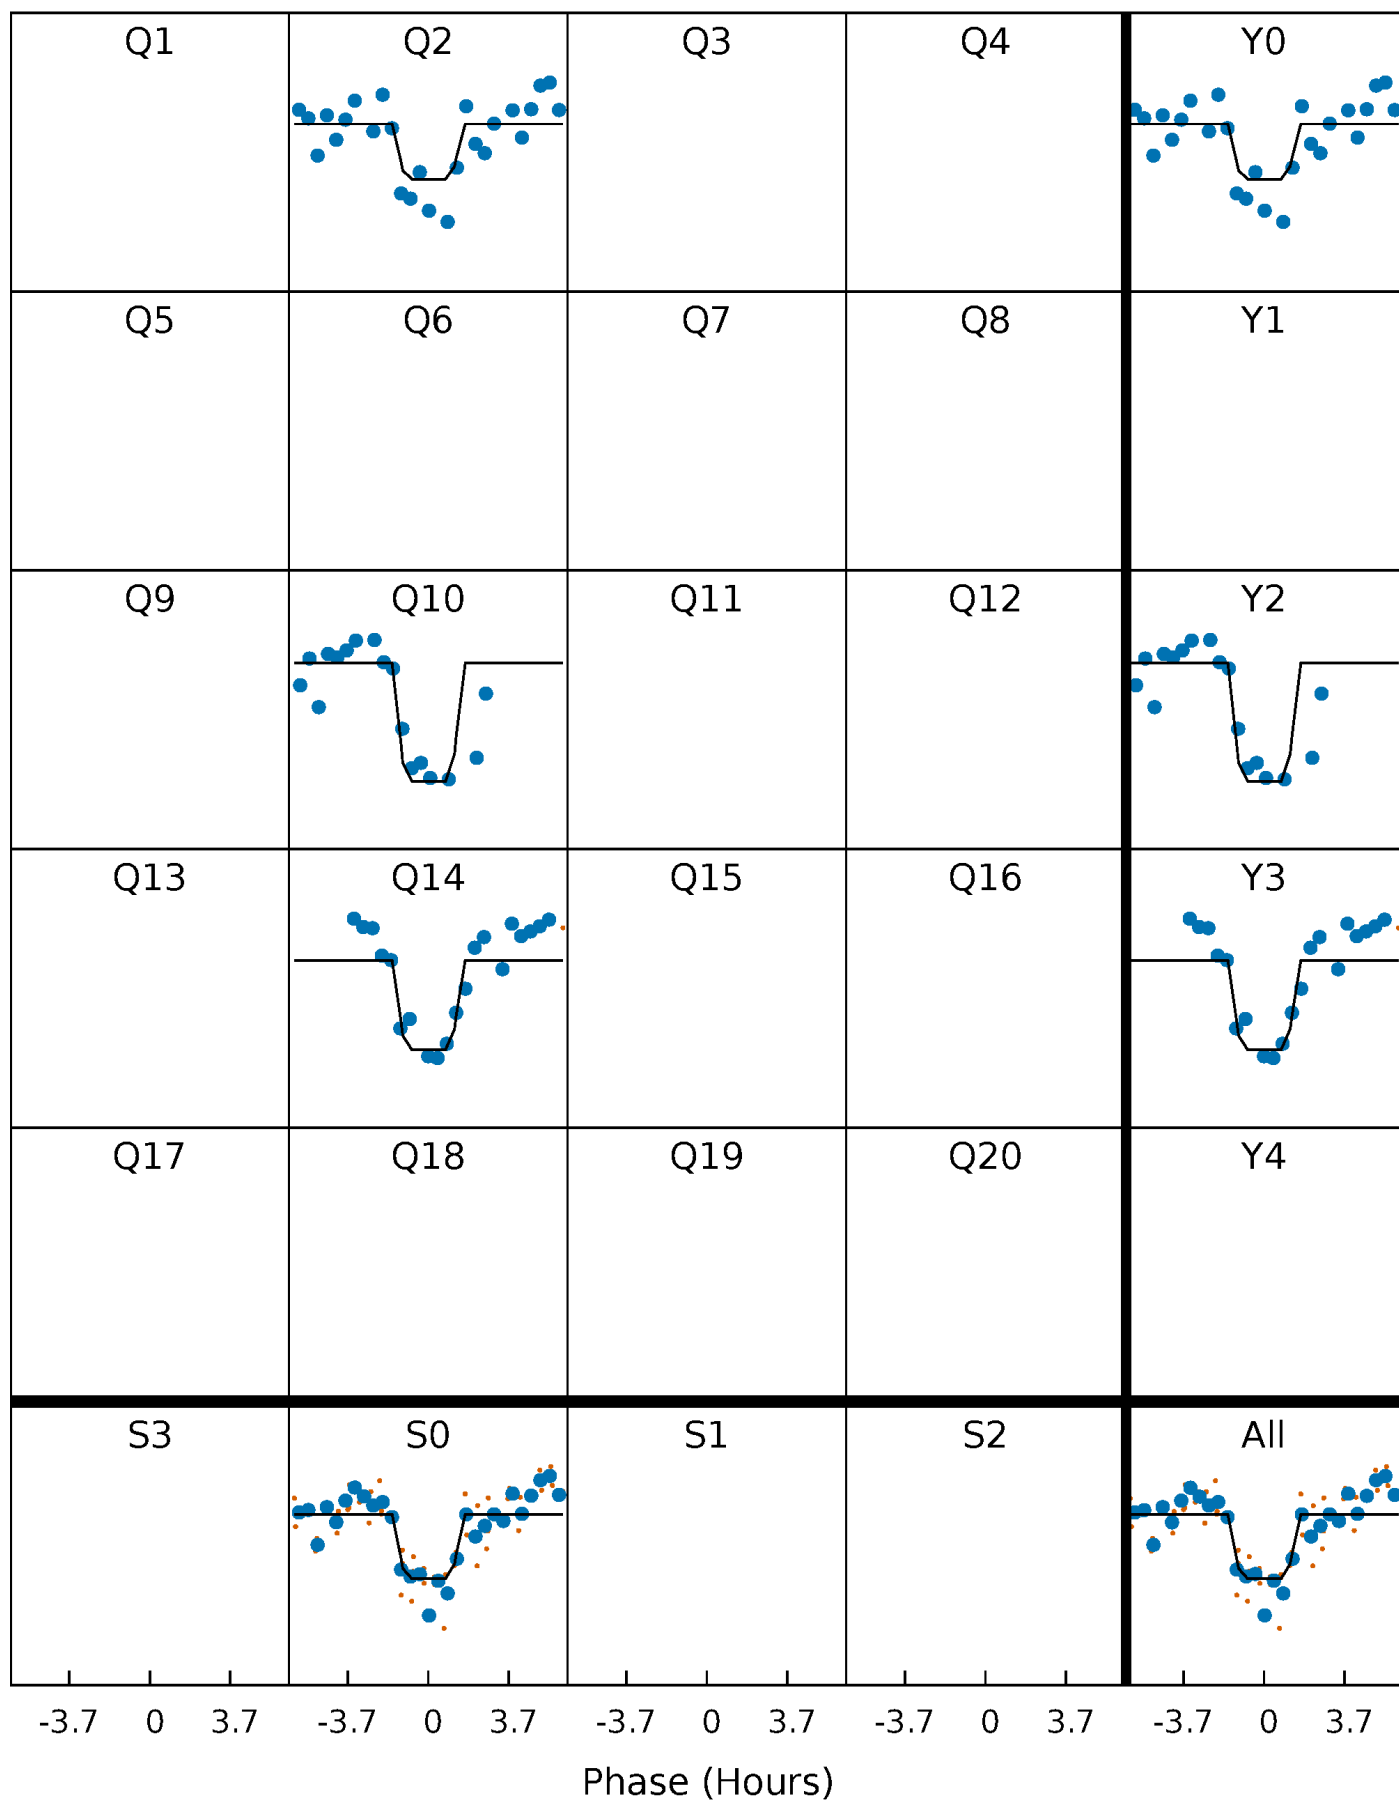 Q1 Q2 Q3 Q4 Y0
Q5 Q6 Q7 Q8 Y1
Q9 Q10 Q11 Q12 Y2
Q13 Q14 Q15 Q16 Y3
Q17 Q18 Q19 Q20 Y4
S3 S0 S1 S2 All
-3.7 0 3.7 -3.7 0 3.7 -3.7 0 3.7 -3.7 0 3.7 -3.7 0 3.7
Phase (Hours)